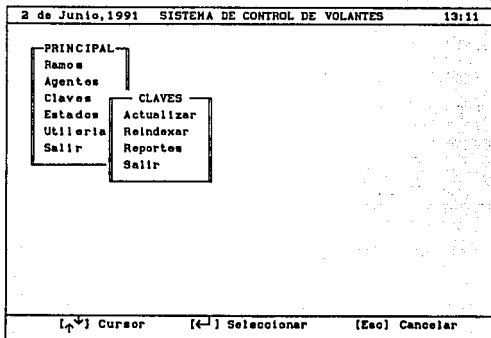 2 de Junio,1991 SISTEMA DE CONTROL DE VOLANTES 13:11
PRINCIPAL
Ramos
Agentes
Claves CLAVES
Estados Actualizar
Utileria Reindexar
Salir Reportes
Salir
[↑↓] Cursor [↵] Seleccionar [Esc] Cancelar